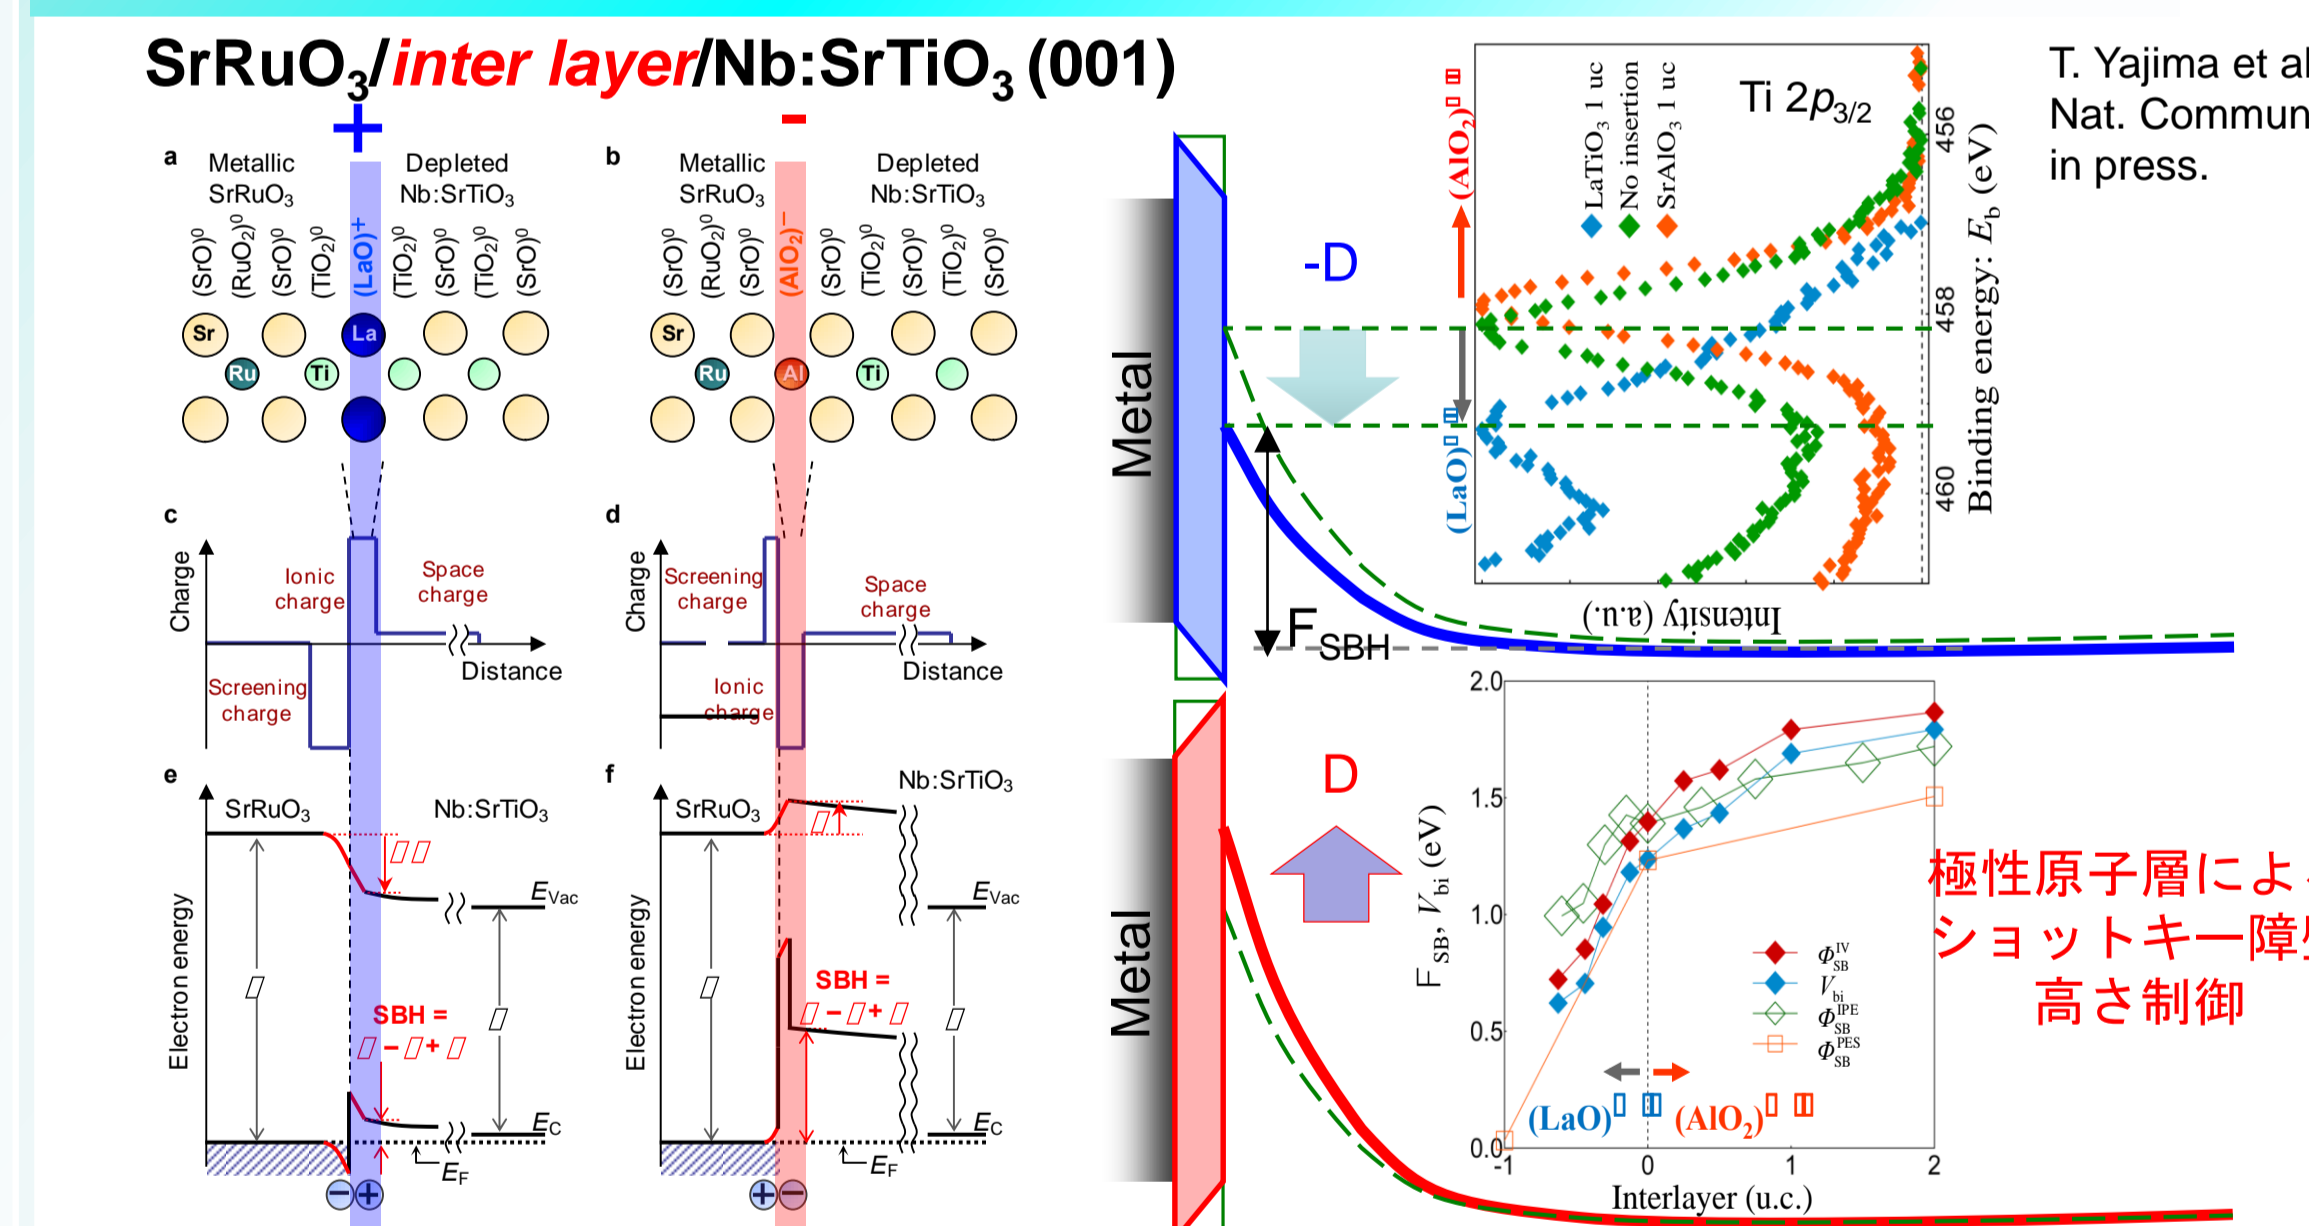 SrRuO3/inter layer/Nb:SrTiO3 (001)
T. Yajima et al
Nat. Commun
in press.
+
-
a
Metallic
SrRuO3
Depleted
Nb:SrTiO3
(SrO)0
(RuO2)0
(SrO)0
(TiO2)0
(LaO)+
(TiO2)0
(SrO)0
(TiO2)0
(SrO)0
Sr
La
Ru
Ti
b
Metallic
SrRuO3
Depleted
Nb:SrTiO3
(SrO)0
(RuO2)0
(SrO)0
(AlO2)−
(SrO)0
(TiO2)0
(SrO)0
(TiO2)0
(SrO)0
Sr
Ru
Al
Ti
c
Charge
Ionic
charge
Space
charge
Screening
charge
Distance
d
Charge
Screening
charge
Space
charge
Ionic
charge
Distance
e
Electron energy
SrRuO3
Nb:SrTiO3
EVac
SBH =
− +
EC
EF
− +
f
Electron energy
SrRuO3
Nb:SrTiO3
EVac
SBH =
− +
EC
EF
+ −
Metal
-D
FSBH
Metal
D
Ti 2p3/2
LaTiO3 1 uc
No insertion
SrAlO3 1 uc
(AlO2)
(LaO)
456
458
460
Binding energy: Eb (eV)
Intensity (a.u.)
2.0
1.5
1.0
0.5
0.0
FSB, Vbi (eV)
ΦSB IV
Vbi
ΦSB IPE
ΦSB PES
(LaO)
(AlO2)
-1 0 1 2
Interlayer (u.c.)
極性原子層によ
ショットキー障
高さ制御